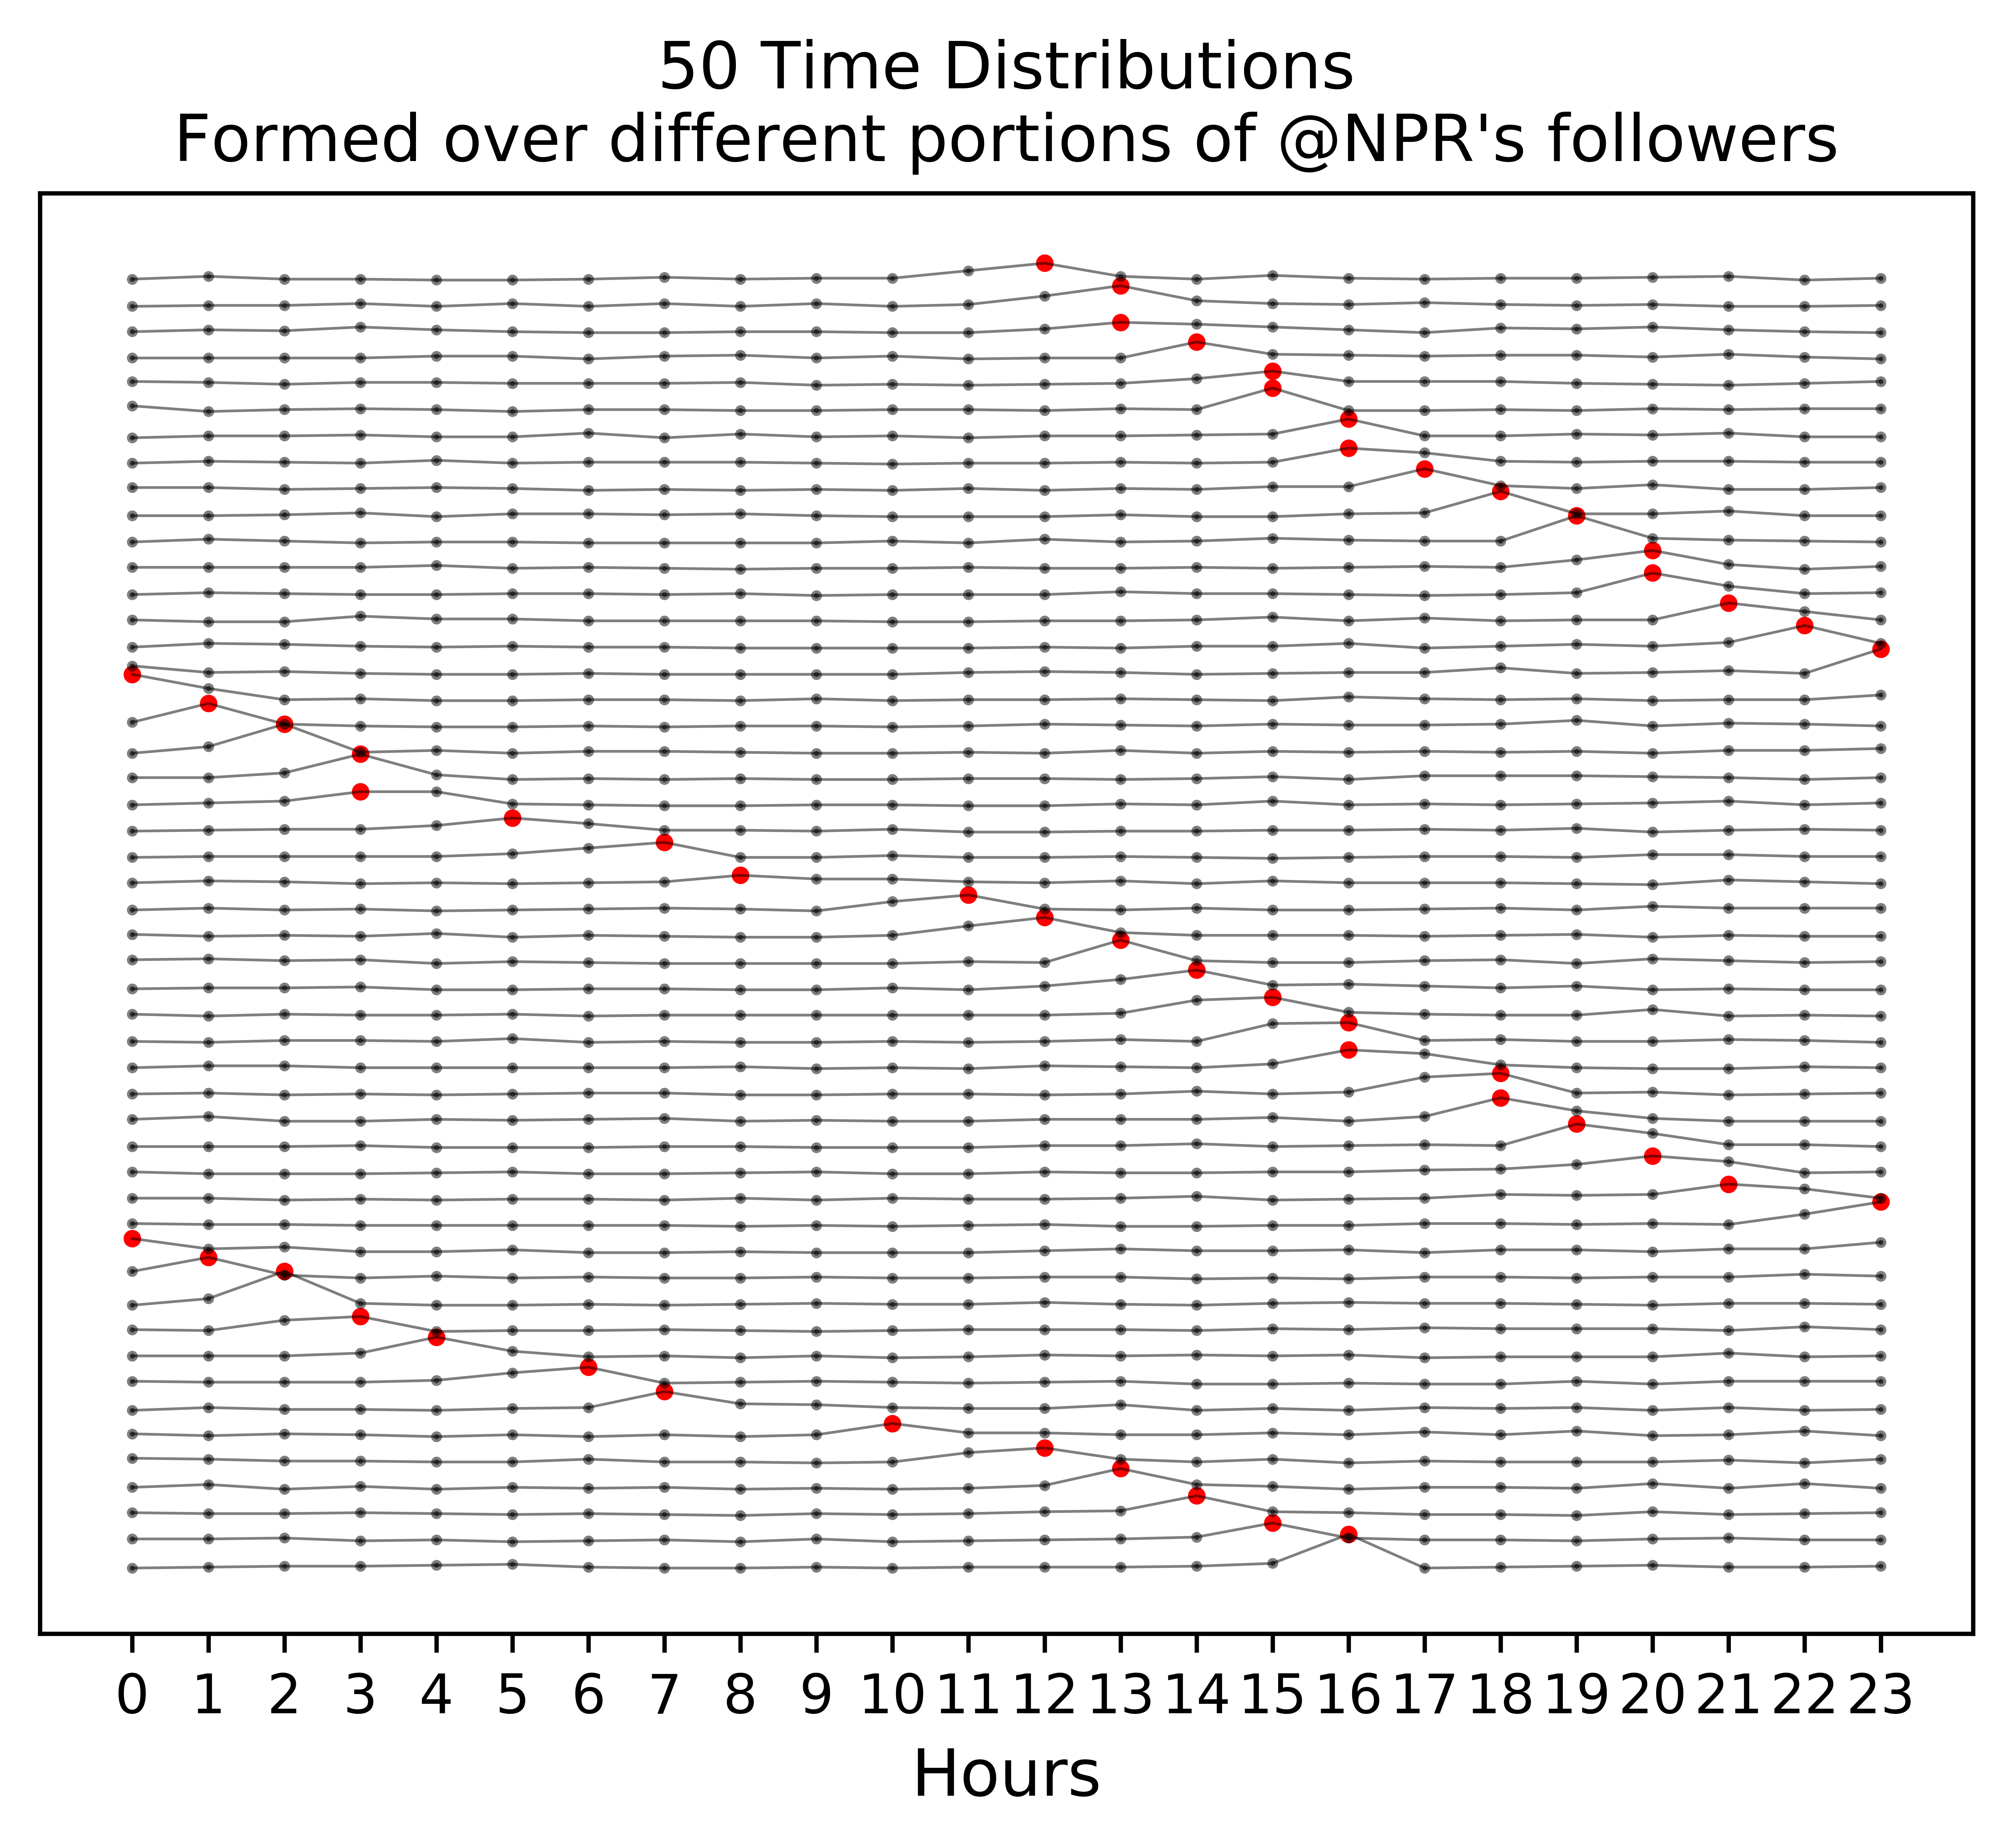 50 Time Distributions
Formed over different portions of @NPR's followers
0 1 2 3 4 5 6 7 8 9 10 11 12 13 14 15 16 17 18 19 20 21 22 23
Hours